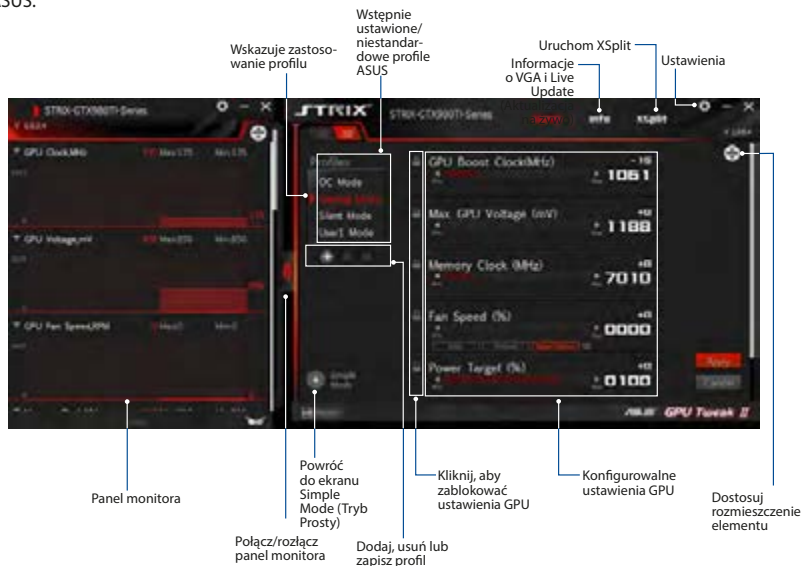 ASUS.
Wstępnie
ustawione/
niestandar-
dowe profile
ASUS
Wskazuje zastoso-
wanie profilu
Uruchom XSplit
Informacje
o VGA i Live
Update
Ustawienia
STRIX-GTX980TI-Series
GPU Clock,MHz
GPU Voltage,mV
GPU Fan Speed,RPM
STRIX
STRIX-GTX980TI-Series
Info
XSplit
Profiles
OC Mode
Silent Mode
User1 Mode
Simple
Mode
GPU Boost Clock(MHz)
1061
Max. GPU Voltage (mV)
1188
Memory Clock (MHz)
7010
Fan Speed (%)
0000
Power Target (%)
0100
Apply
Cancel
ASUS GPU Tweak II
Panel monitora
Połącz/rozłącz
panel monitora
Powróć
do ekranu
Simple
Mode (Tryb
Prosty)
Dodaj, usuń lub
zapisz profil
Kliknij, aby
zablokować
ustawienia GPU
Konfigurowalne
ustawienia GPU
Dostosuj
rozmieszczenie
elementu